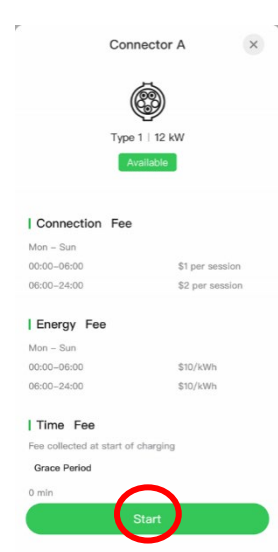 Connector A
Type 1 | 12 kW
Available
Connection Fee
Mon – Sun
00:00–06:00 $1 per session
06:00–24:00 $2 per session
Energy Fee
Mon – Sun
00:00–06:00 $10/kWh
06:00–24:00 $10/kWh
Time Fee
Fee collected at start of charging
Grace Period
0 min
Start